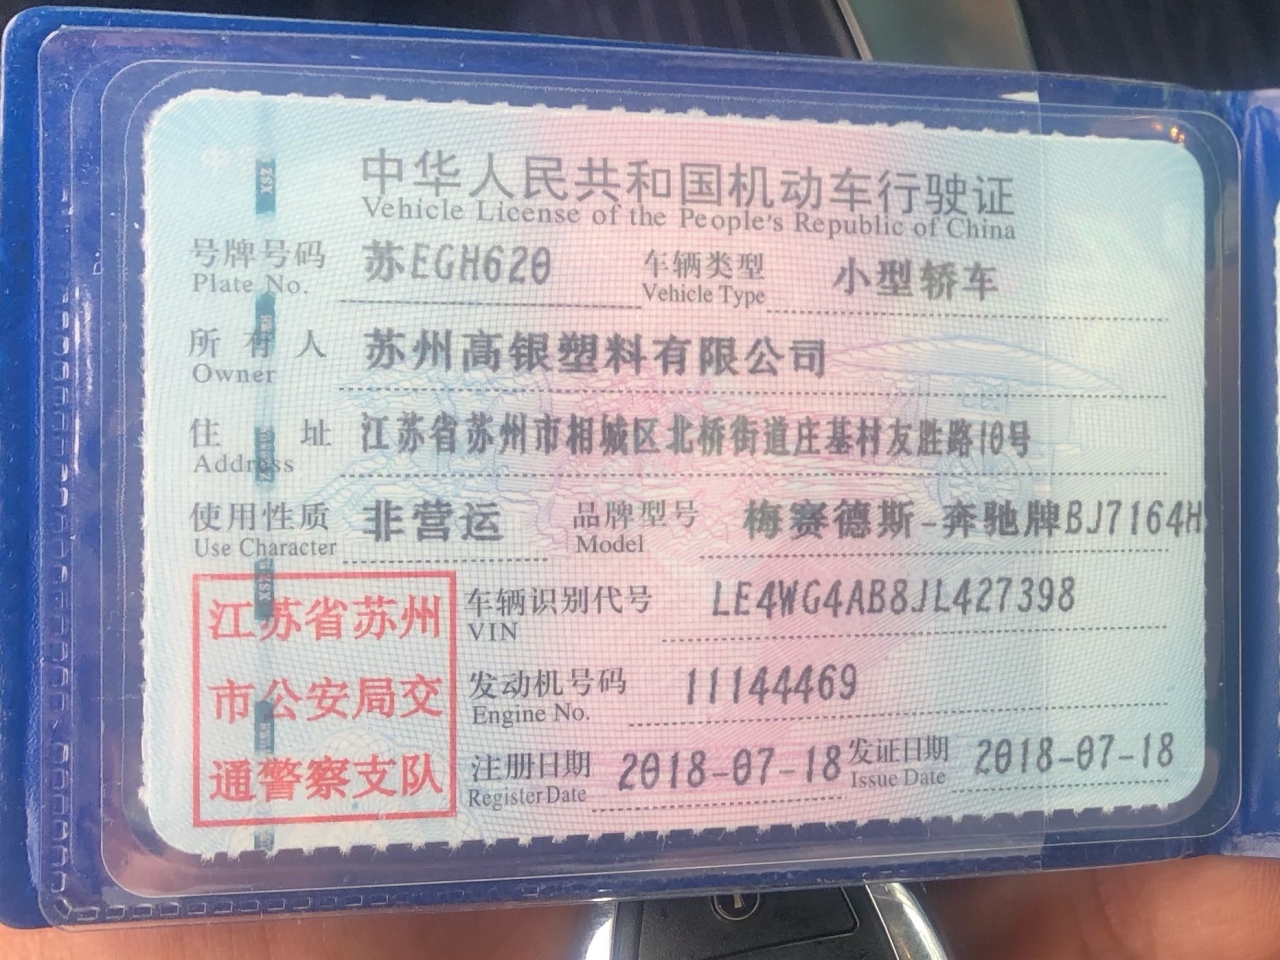 中华人民共和国机动车行驶证
Vehicle License of the People's Republic of China
号牌号码 苏EGH620 车辆类型 小型轿车
Plate No. Vehicle Type
所有人 苏州高银塑料有限公司
Owner
住址 江苏省苏州市相城区北桥街道庄基村友胜路10号
Address
使用性质 非营运 品牌型号 梅赛德斯-奔驰牌BJ7164H
Use Character Model
江苏省苏州
市公安局交
通警察支队
车辆识别代号 LE4WG4AB8JL427398
VIN
发动机号码 11144469
Engine No.
注册日期 2018-07-18 发证日期 2018-07-18
Register Date Issue Date